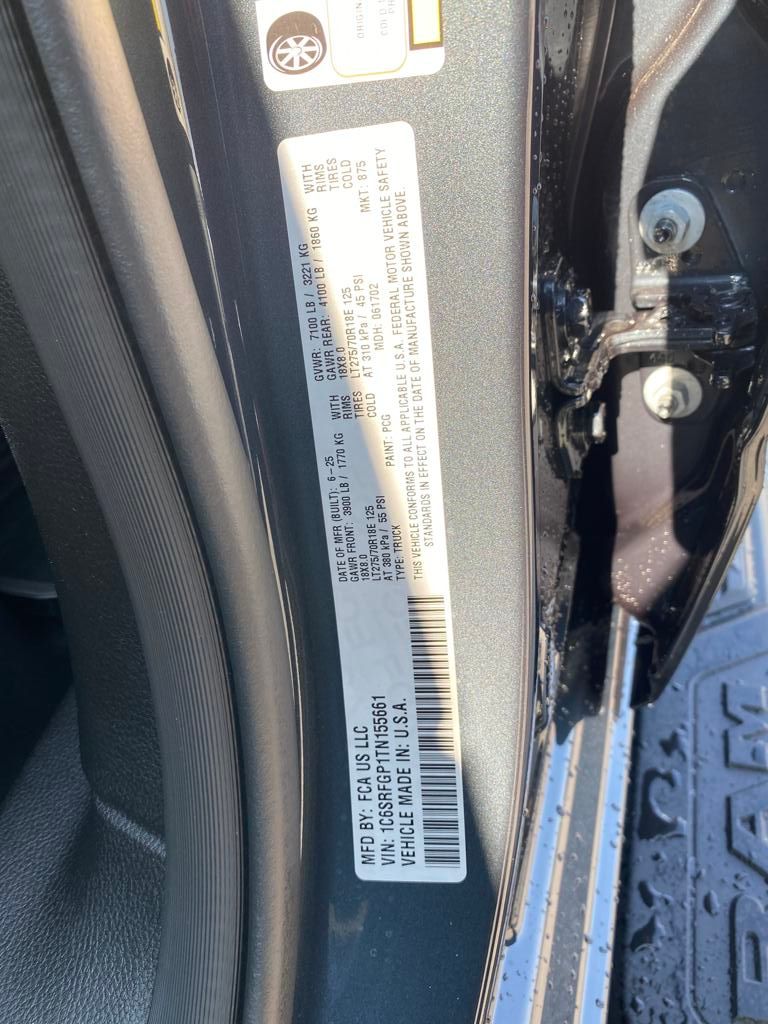 ORIGIN
COLD
MFD BY: FCA US LLC
VIN: 1C6SRFGP1TN155661
VEHICLE MADE IN: U.S.A.
DATE OF MFR (BUILT): 6-25 GVWR: 7100 LB / 3221 KG
GAWR FRONT: 3900 LB / 1770 KG WITH GAWR REAR: 4100 LB / 1860 KG WITH
18X8.0 RIMS 18X8.0 RIMS
LT275/70R18E 125 TIRES LT275/70R18E 125 TIRES
AT 380 kPa / 55 PSI COLD AT 310 kPa / 45 PSI COLD
TYPE: TRUCK PAINT: PCG MDH: 061702 MKT: 875
THIS VEHICLE CONFORMS TO ALL APPLICABLE U.S.A. FEDERAL MOTOR VEHICLE SAFETY
STANDARDS IN EFFECT ON THE DATE OF MANUFACTURE SHOWN ABOVE.
RAM